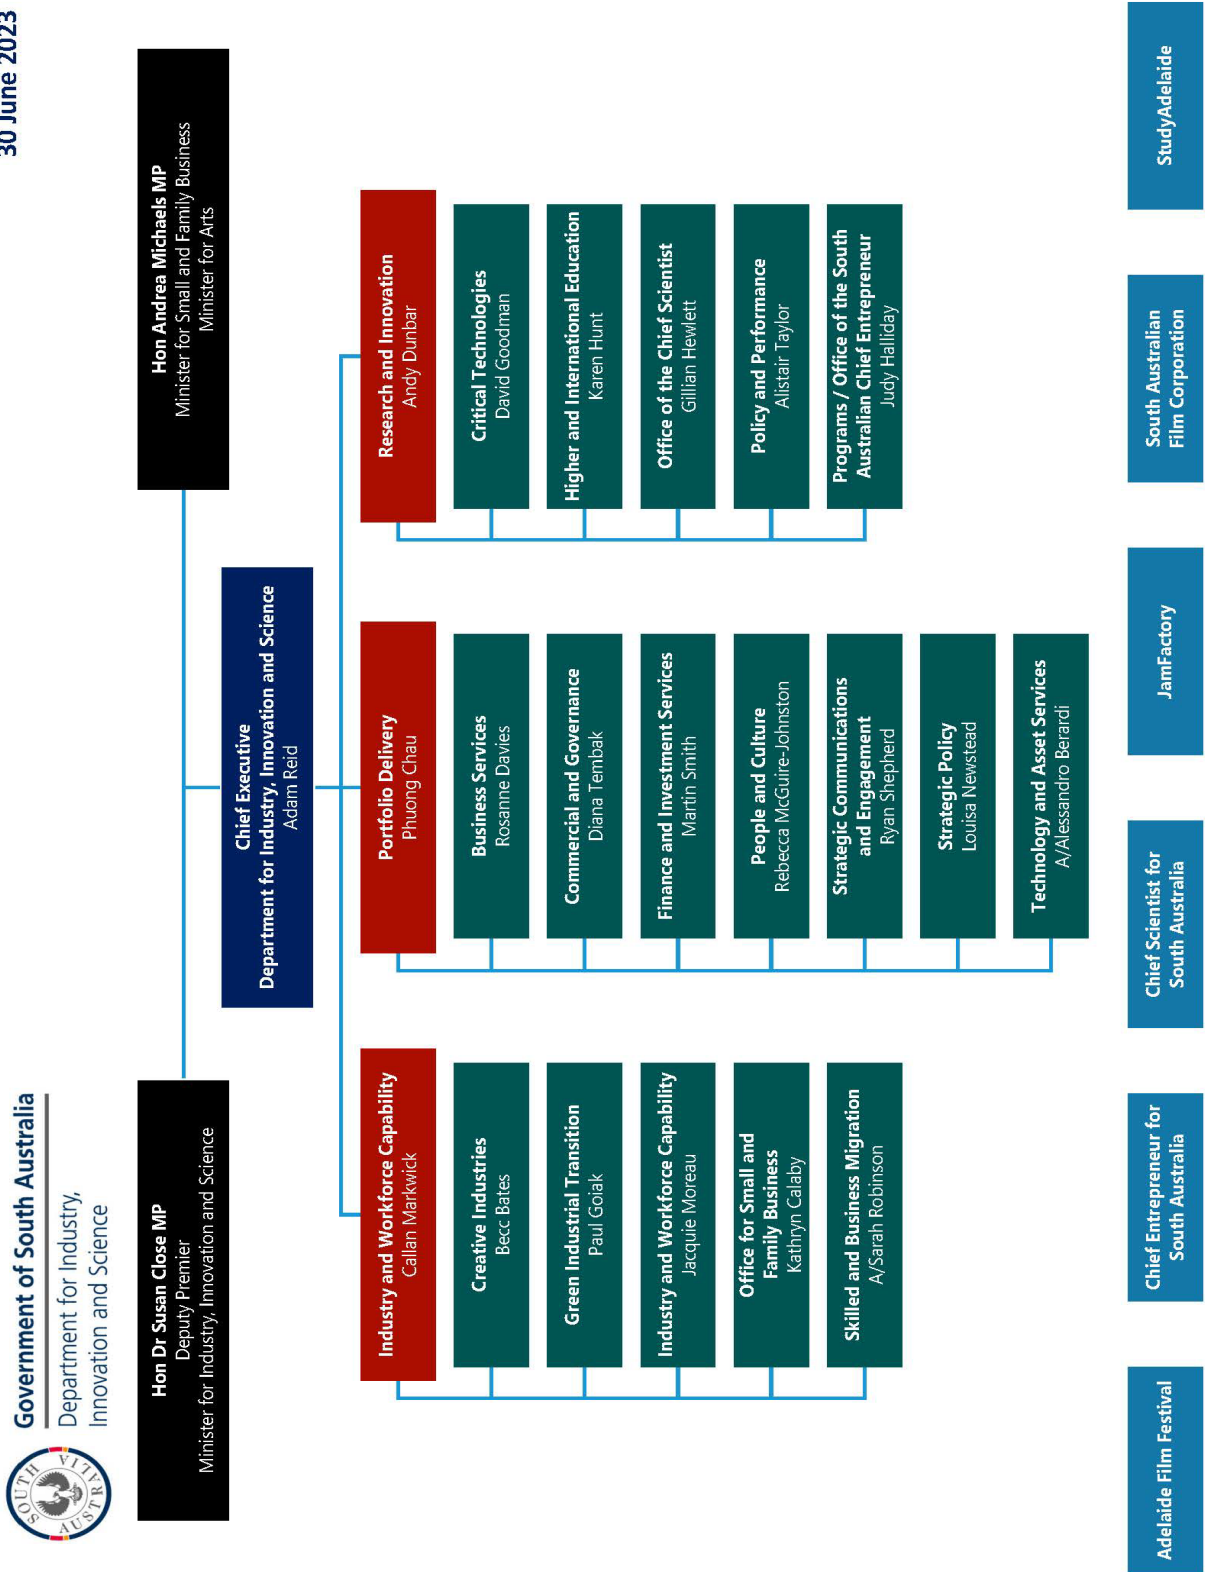 Government of South Australia
Department for Industry,
Innovation and Science
SOUTH
AUSTRALIA
30 June 2023
Hon Dr Susan Close MP
Deputy Premier
Minister for Industry, Innovation and Science
Hon Andrea Michaels MP
Minister for Small and Family Business
Minister for Arts
Chief Executive
Department for Industry, Innovation and Science
Adam Reid
Industry and Workforce Capability
Callan Markwick
Creative Industries
Becc Bates
Green Industrial Transition
Paul Goiak
Industry and Workforce Capability
Jacquie Moreau
Office for Small and
Family Business
Kathryn Calaby
Skilled and Business Migration
A/Sarah Robinson
Portfolio Delivery
Phuong Chau
Business Services
Rosanne Davies
Commercial and Governance
Diana Tembak
Finance and Investment Services
Martin Smith
People and Culture
Rebecca McGuire-Johnston
Strategic Communications
and Engagement
Ryan Shepherd
Strategic Policy
Louisa Newstead
Technology and Asset Services
A/Alessandro Berardi
Research and Innovation
Andy Dunbar
Critical Technologies
David Goodman
Higher and International Education
Karen Hunt
Office of the Chief Scientist
Gillian Hewlett
Policy and Performance
Alistair Taylor
Programs / Office of the South
Australian Chief Entrepreneur
Judy Halliday
Adelaide Film Festival
Chief Entrepreneur for
South Australia
Chief Scientist for
South Australia
JamFactory
South Australian
Film Corporation
StudyAdelaide